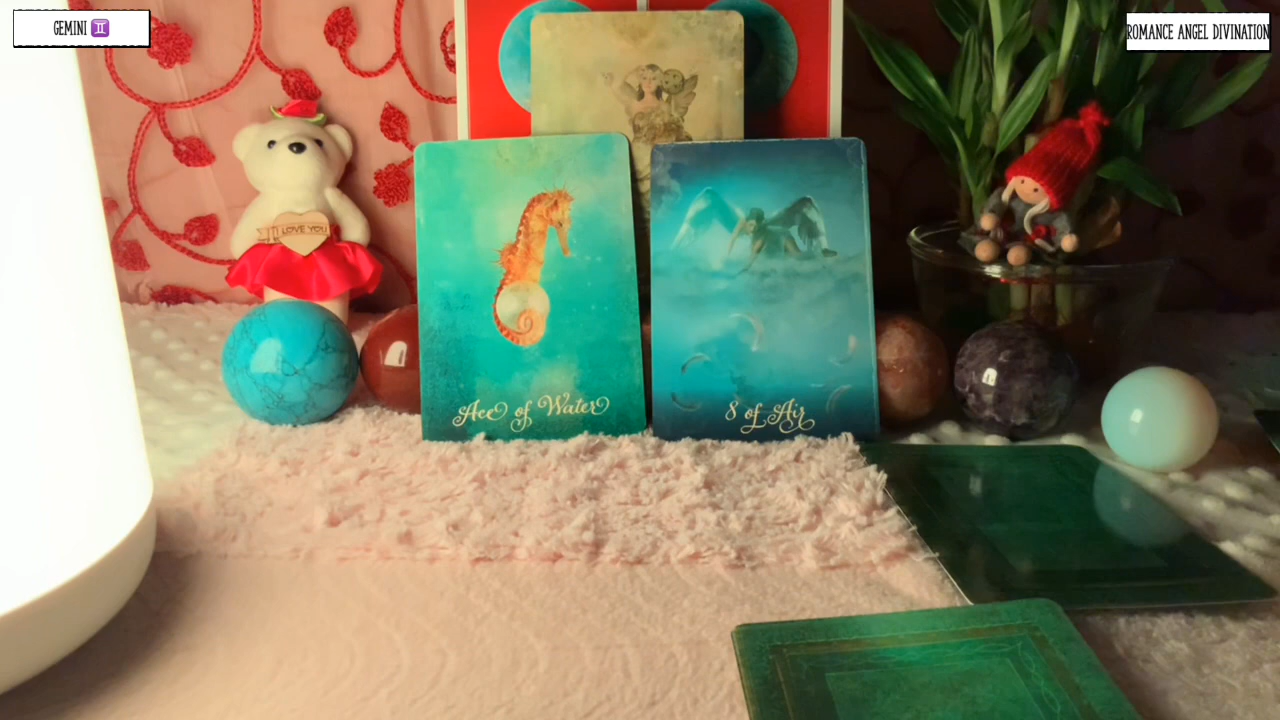 GEMINI ♊
ROMANCE ANGEL DIVINATION
I LOVE YOU
Ace of Water
8 of Air